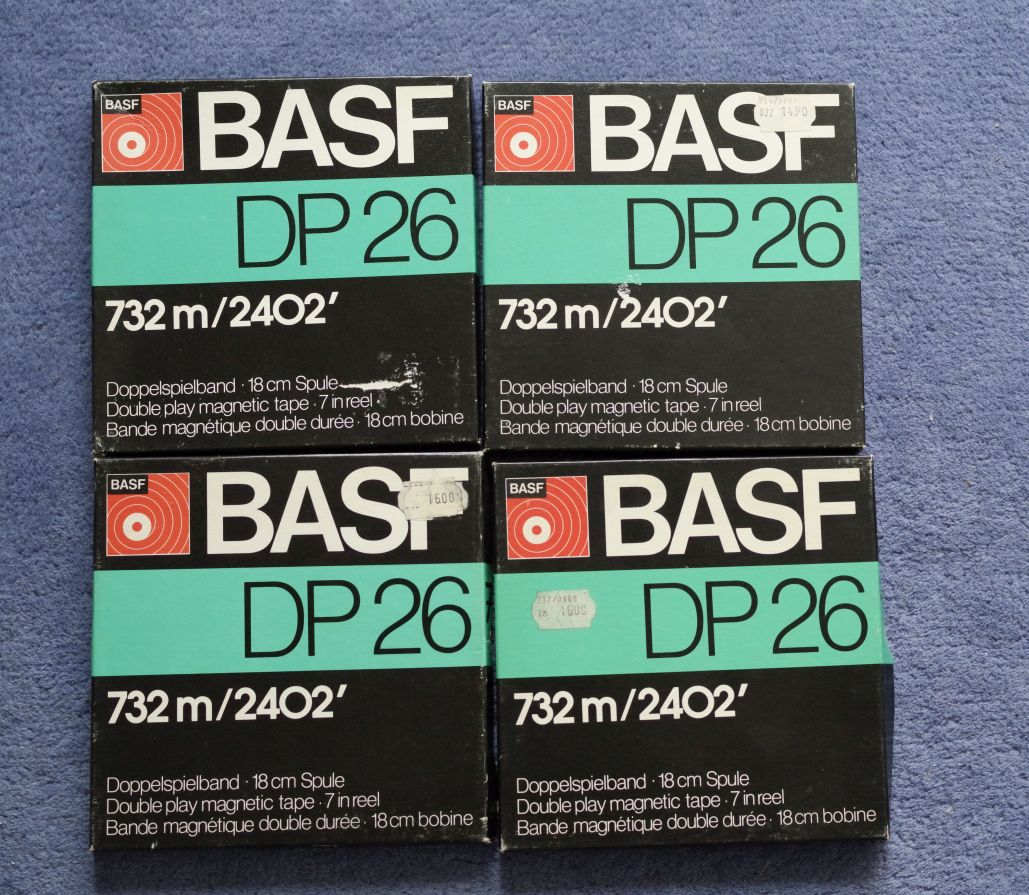 BASF
BASF
DP 26
732 m/2402'
Doppelspielband · 18 cm Spule
Double play magnetic tape · 7 in reel
Bande magnétique double durée · 18 cm bobine
BASF
BASF
022 1490
DP 26
732 m/2402'
Doppelspielband · 18 cm Spule
Double play magnetic tape · 7 in reel
Bande magnétique double durée · 18 cm bobine
BASF
BASF
1600
DP 26
732 m/2402'
Doppelspielband · 18 cm Spule
Double play magnetic tape · 7 in reel
Bande magnétique double durée · 18 cm bobine
BASF
BASF
DP 26
DM 1600
732 m/2402'
Doppelspielband · 18 cm Spule
Double play magnetic tape · 7 in reel
Bande magnétique double durée · 18 cm bobine